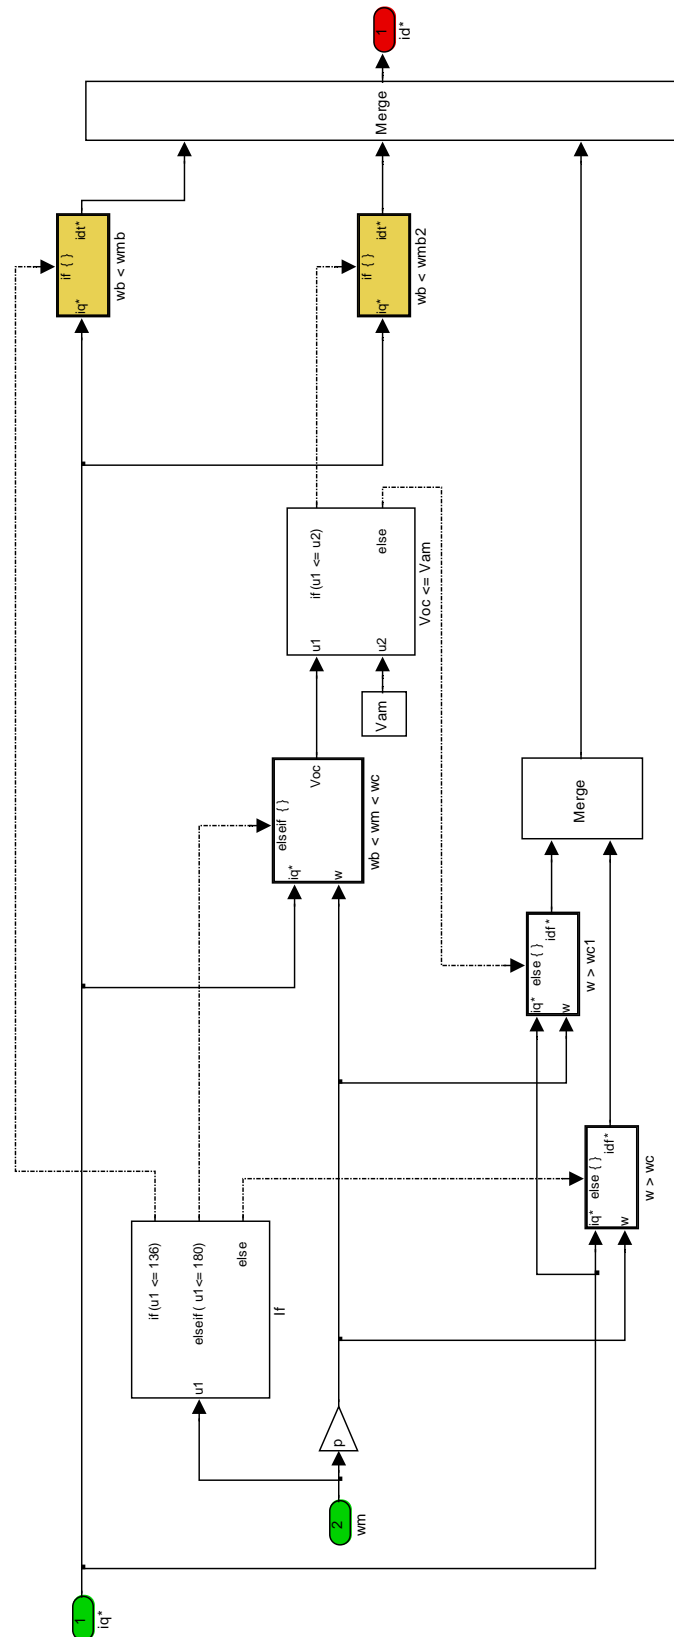 1
iq*
2
wm
p
u1
if(u1 <= 136)
elseif( u1<= 180)
else
If
iq*
w
else { }
idf*
w > wc
iq*
w
else { }
idf*
w > wc1
iq*
w
elseif { }
Voc
wb < wm < wc
Vam
u1
u2
if(u1 <= u2)
else
Voc <= Vam
Merge
iq*
if { }
idt*
wb < wmb
iq*
if { }
idt*
wb < wmb2
Merge
1
id*